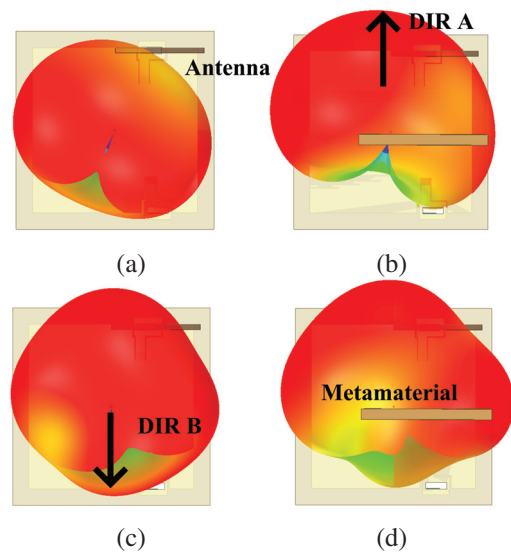 DIR A
Antenna
(a)
(b)
DIR B
Metamaterial
(c)
(d)